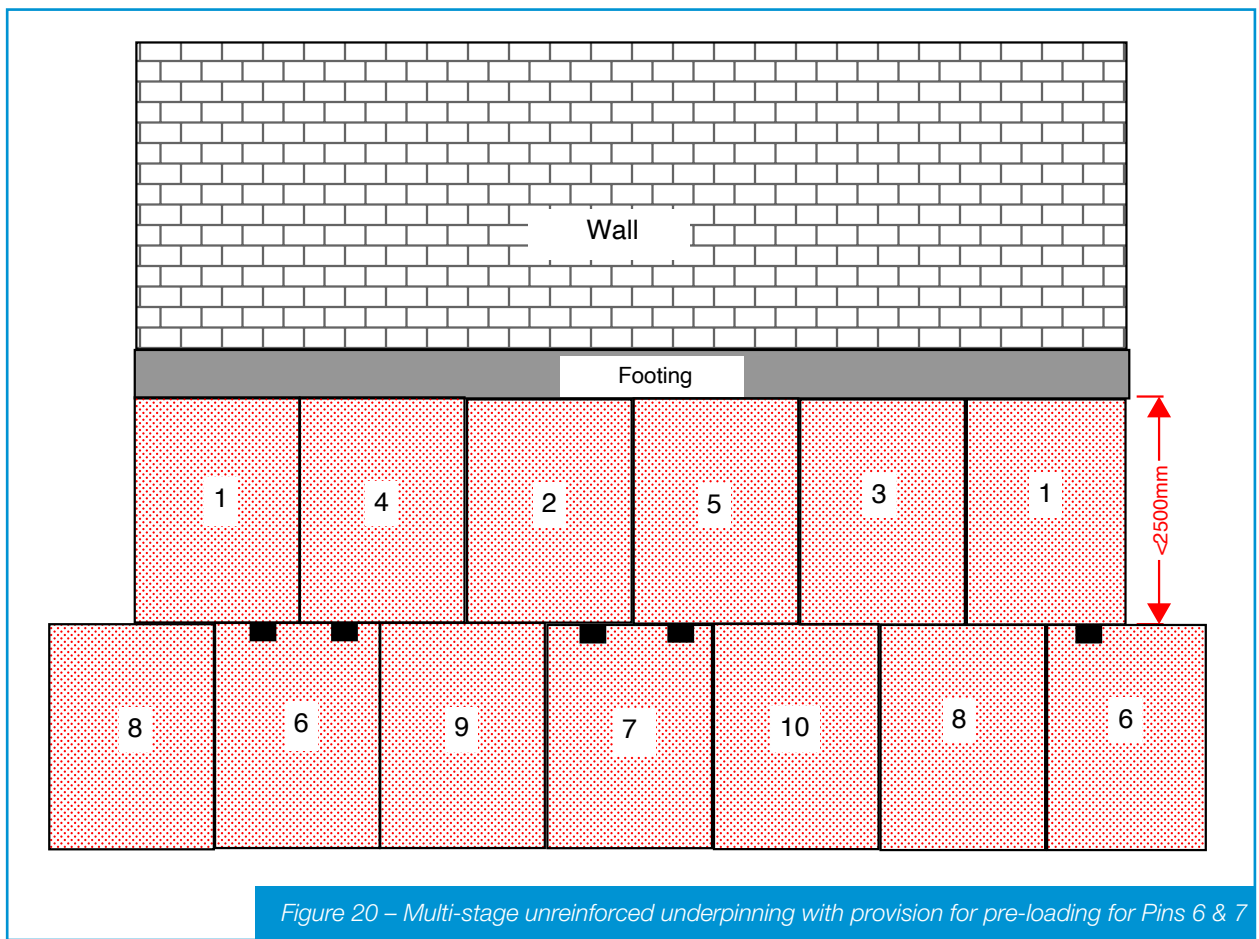 Wall
Footing
1 4 2 5 3 1
<2500mm
8 6 9 7 10 8 6
Figure 20 – Multi-stage unreinforced underpinning with provision for pre-loading for Pins 6 & 7